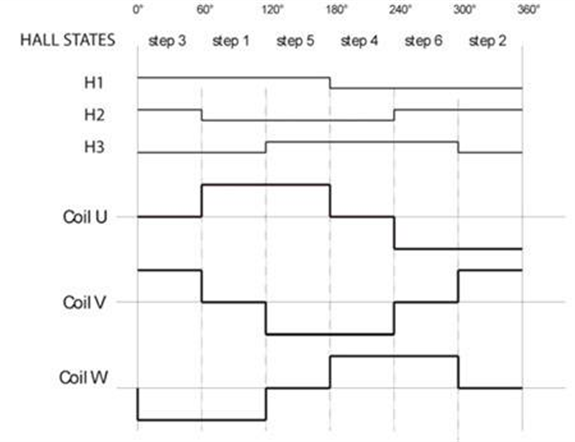 0° 60° 120° 180° 240° 300° 360°
HALL STATES step 3 step 1 step 5 step 4 step 6 step 2
H1
H2
H3
Coil U
Coil V
Coil W